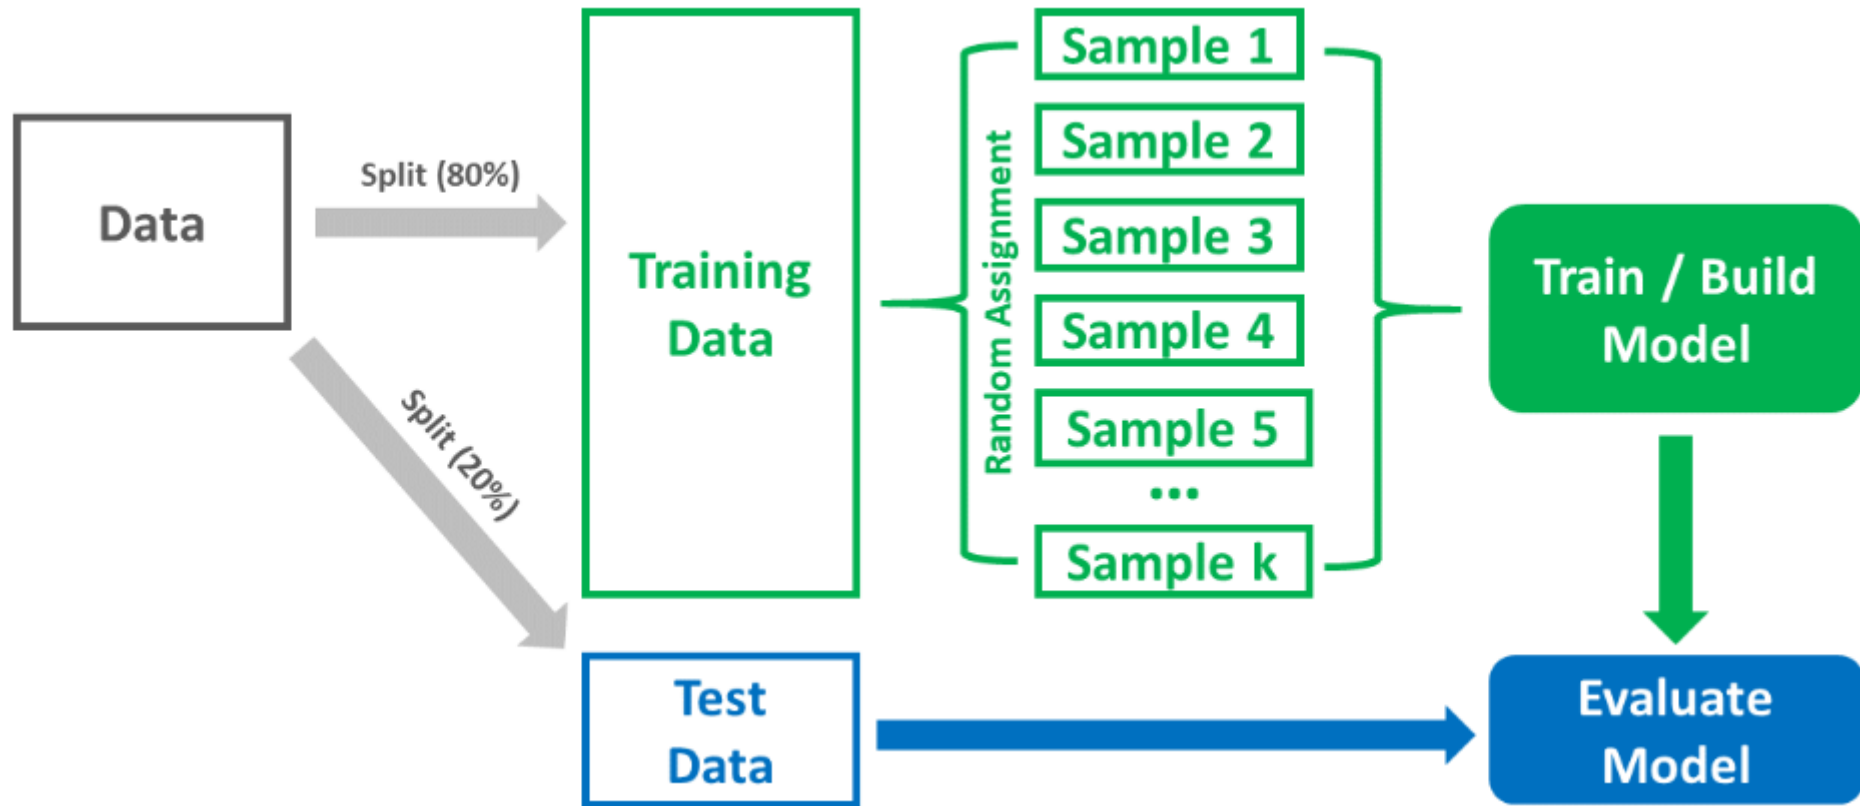 Data
Split (80%)
Split (20%)
Training
Data
Random Assignment
Sample 1
Sample 2
Sample 3
Sample 4
Sample 5
...
Sample k
Train / Build
Model
Test
Data
Evaluate
Model